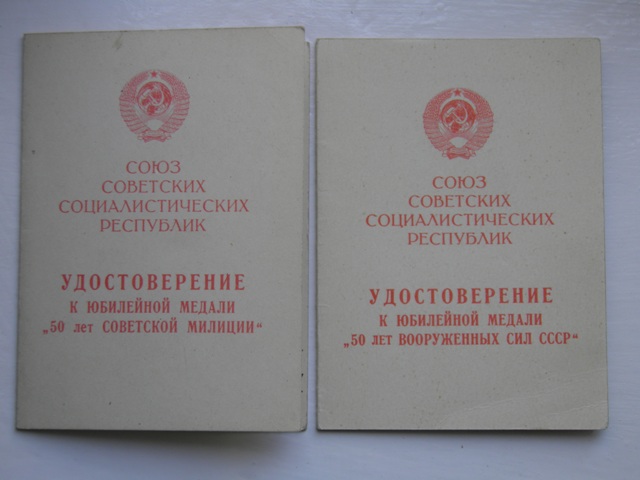 СОЮЗ
СОВЕТСКИХ
СОЦИАЛИСТИЧЕСКИХ
РЕСПУБЛИК
УДОСТОВЕРЕНИЕ
К ЮБИЛЕЙНОЙ МЕДАЛИ
„50 лет СОВЕТСКОЙ МИЛИЦИИ“
СОЮЗ
СОВЕТСКИХ
СОЦИАЛИСТИЧЕСКИХ
РЕСПУБЛИК
УДОСТОВЕРЕНИЕ
К ЮБИЛЕЙНОЙ МЕДАЛИ
„50 ЛЕТ ВООРУЖЕННЫХ СИЛ СССР“